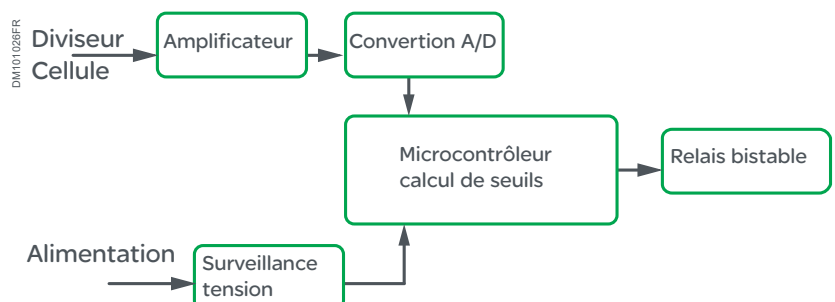 DM101026FR
Diviseur
Cellule
Amplificateur
Convertion A/D
Microcontrôleur
calcul de seuils
Relais bistable
Alimentation
Surveillance
tension